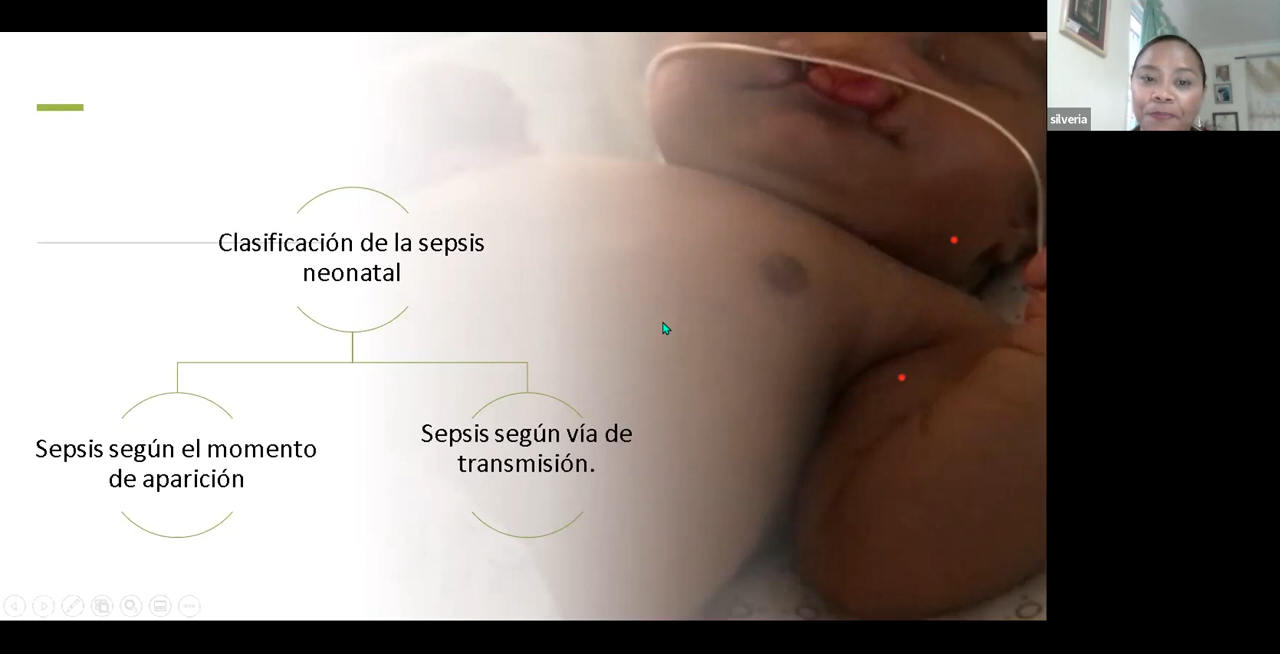 silveria
Clasificación de la sepsis
neonatal
Sepsis según el momento
de aparición
Sepsis según vía de
transmisión.